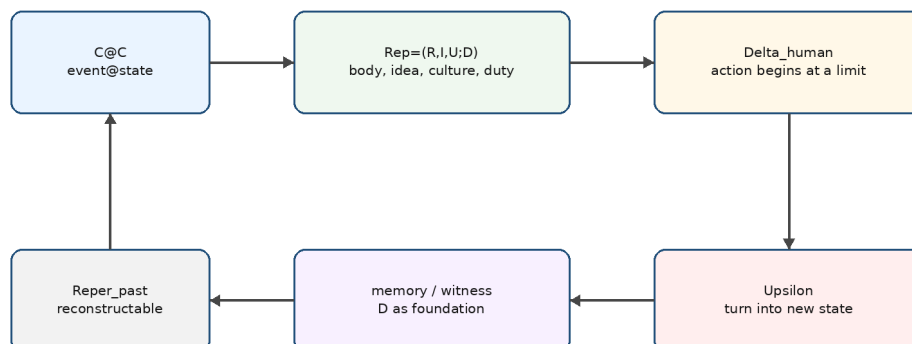 C@C
event@state
Rep=(R,I,U;D)
body, idea, culture, duty
Delta_human
action begins at a limit
Reper_past
reconstructable
memory / witness
D as foundation
Upsilon
turn into new state